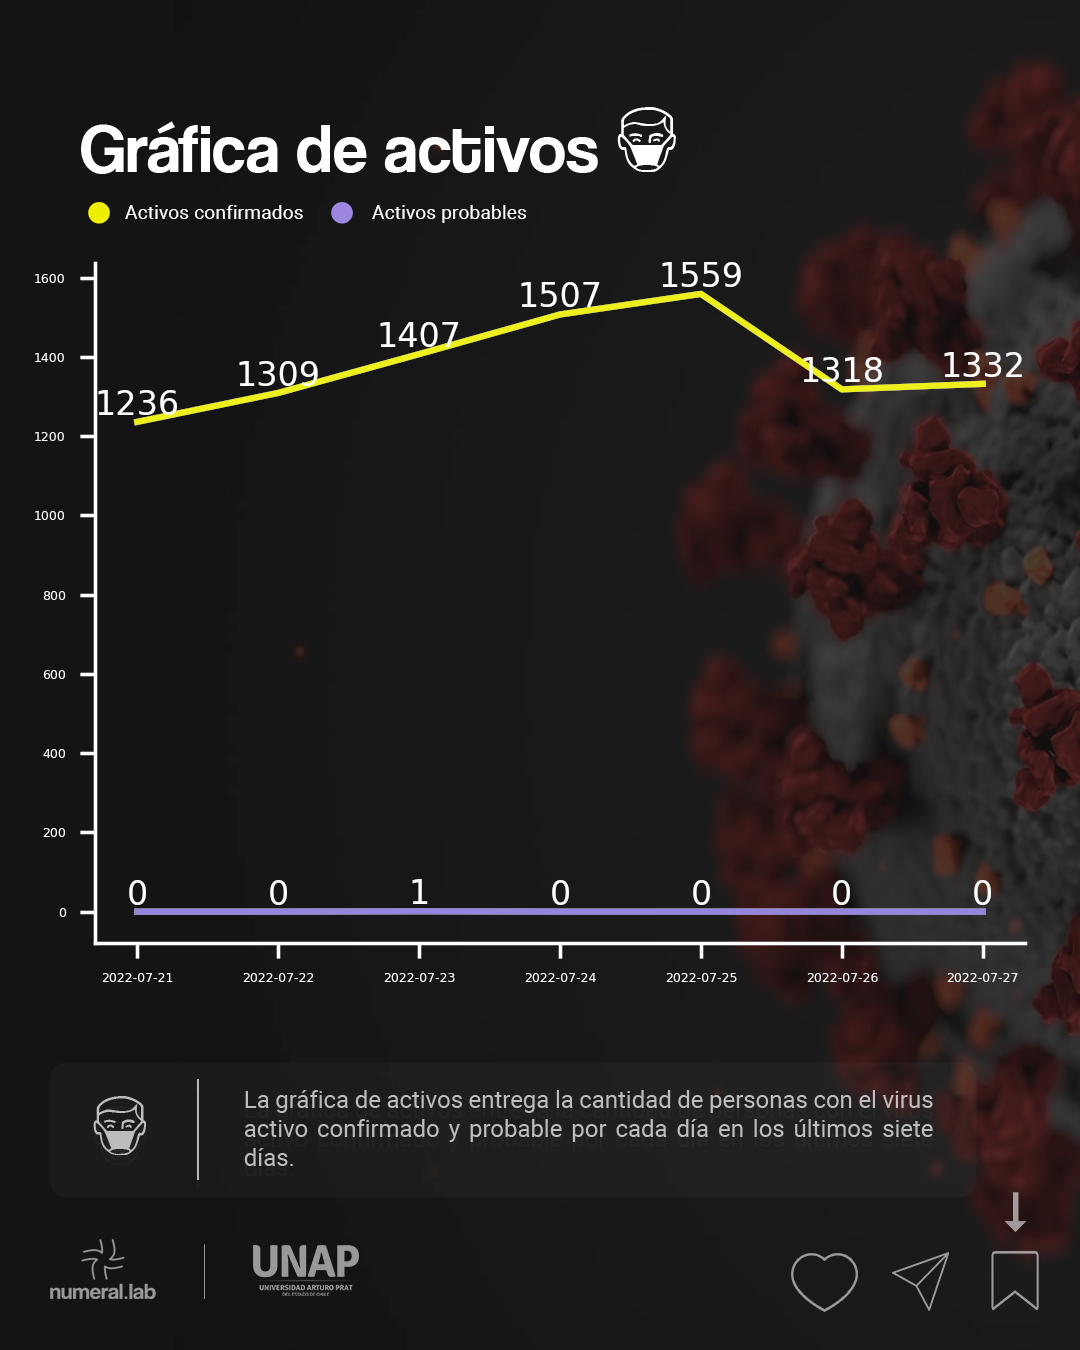 Gráfica de activos
Activos confirmados Activos probables
1600
1400
1200
1000
800
600
400
200
0
1236 1309 1407 1507 1559 1318 1332
0 0 1 0 0 0 0
2022-07-21 2022-07-22 2022-07-23 2022-07-24 2022-07-25 2022-07-26 2022-07-27
La gráfica de activos entrega la cantidad de personas con el virus
activo confirmado y probable por cada día en los últimos siete
días.
numeral.lab
UNAP
UNIVERSIDAD ARTURO PRAT
DEL ESTADO DE CHILE